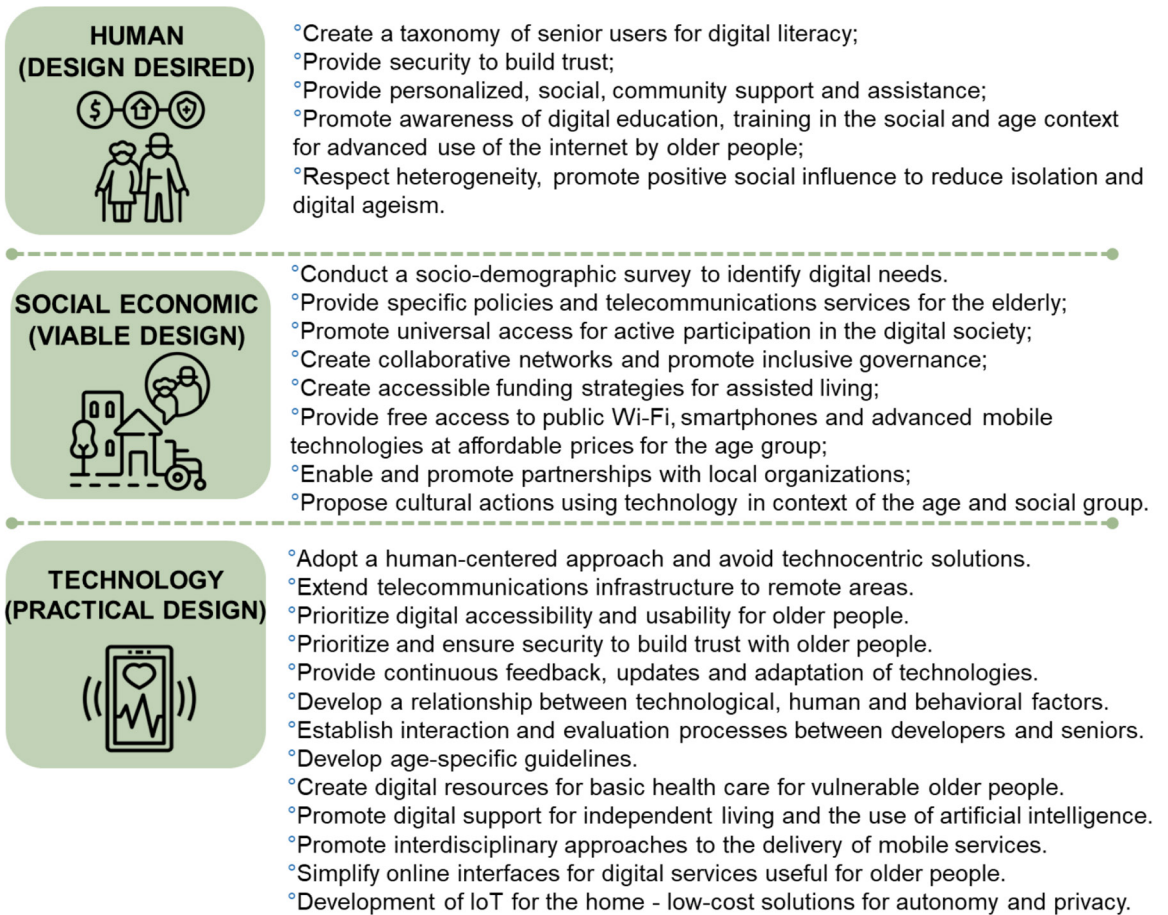 HUMAN
(DESIGN DESIRED)
$
°Create a taxonomy of senior users for digital literacy;
°Provide security to build trust;
°Provide personalized, social, community support and assistance;
°Promote awareness of digital education, training in the social and age context
for advanced use of the internet by older people;
°Respect heterogeneity, promote positive social influence to reduce isolation and
digital ageism.
SOCIAL ECONOMIC
(VIABLE DESIGN)
°Conduct a socio-demographic survey to identify digital needs.
°Provide specific policies and telecommunications services for the elderly;
°Promote universal access for active participation in the digital society;
°Create collaborative networks and promote inclusive governance;
°Create accessible funding strategies for assisted living;
°Provide free access to public Wi-Fi, smartphones and advanced mobile
technologies at affordable prices for the age group;
°Enable and promote partnerships with local organizations;
°Propose cultural actions using technology in context of the age and social group.
TECHNOLOGY
(PRACTICAL DESIGN)
°Adopt a human-centered approach and avoid technocentric solutions.
°Extend telecommunications infrastructure to remote areas.
°Prioritize digital accessibility and usability for older people.
°Prioritize and ensure security to build trust with older people.
°Provide continuous feedback, updates and adaptation of technologies.
°Develop a relationship between technological, human and behavioral factors.
°Establish interaction and evaluation processes between developers and seniors.
°Develop age-specific guidelines.
°Create digital resources for basic health care for vulnerable older people.
°Promote digital support for independent living and the use of artificial intelligence.
°Promote interdisciplinary approaches to the delivery of mobile services.
°Simplify online interfaces for digital services useful for older people.
°Development of IoT for the home - low-cost solutions for autonomy and privacy.